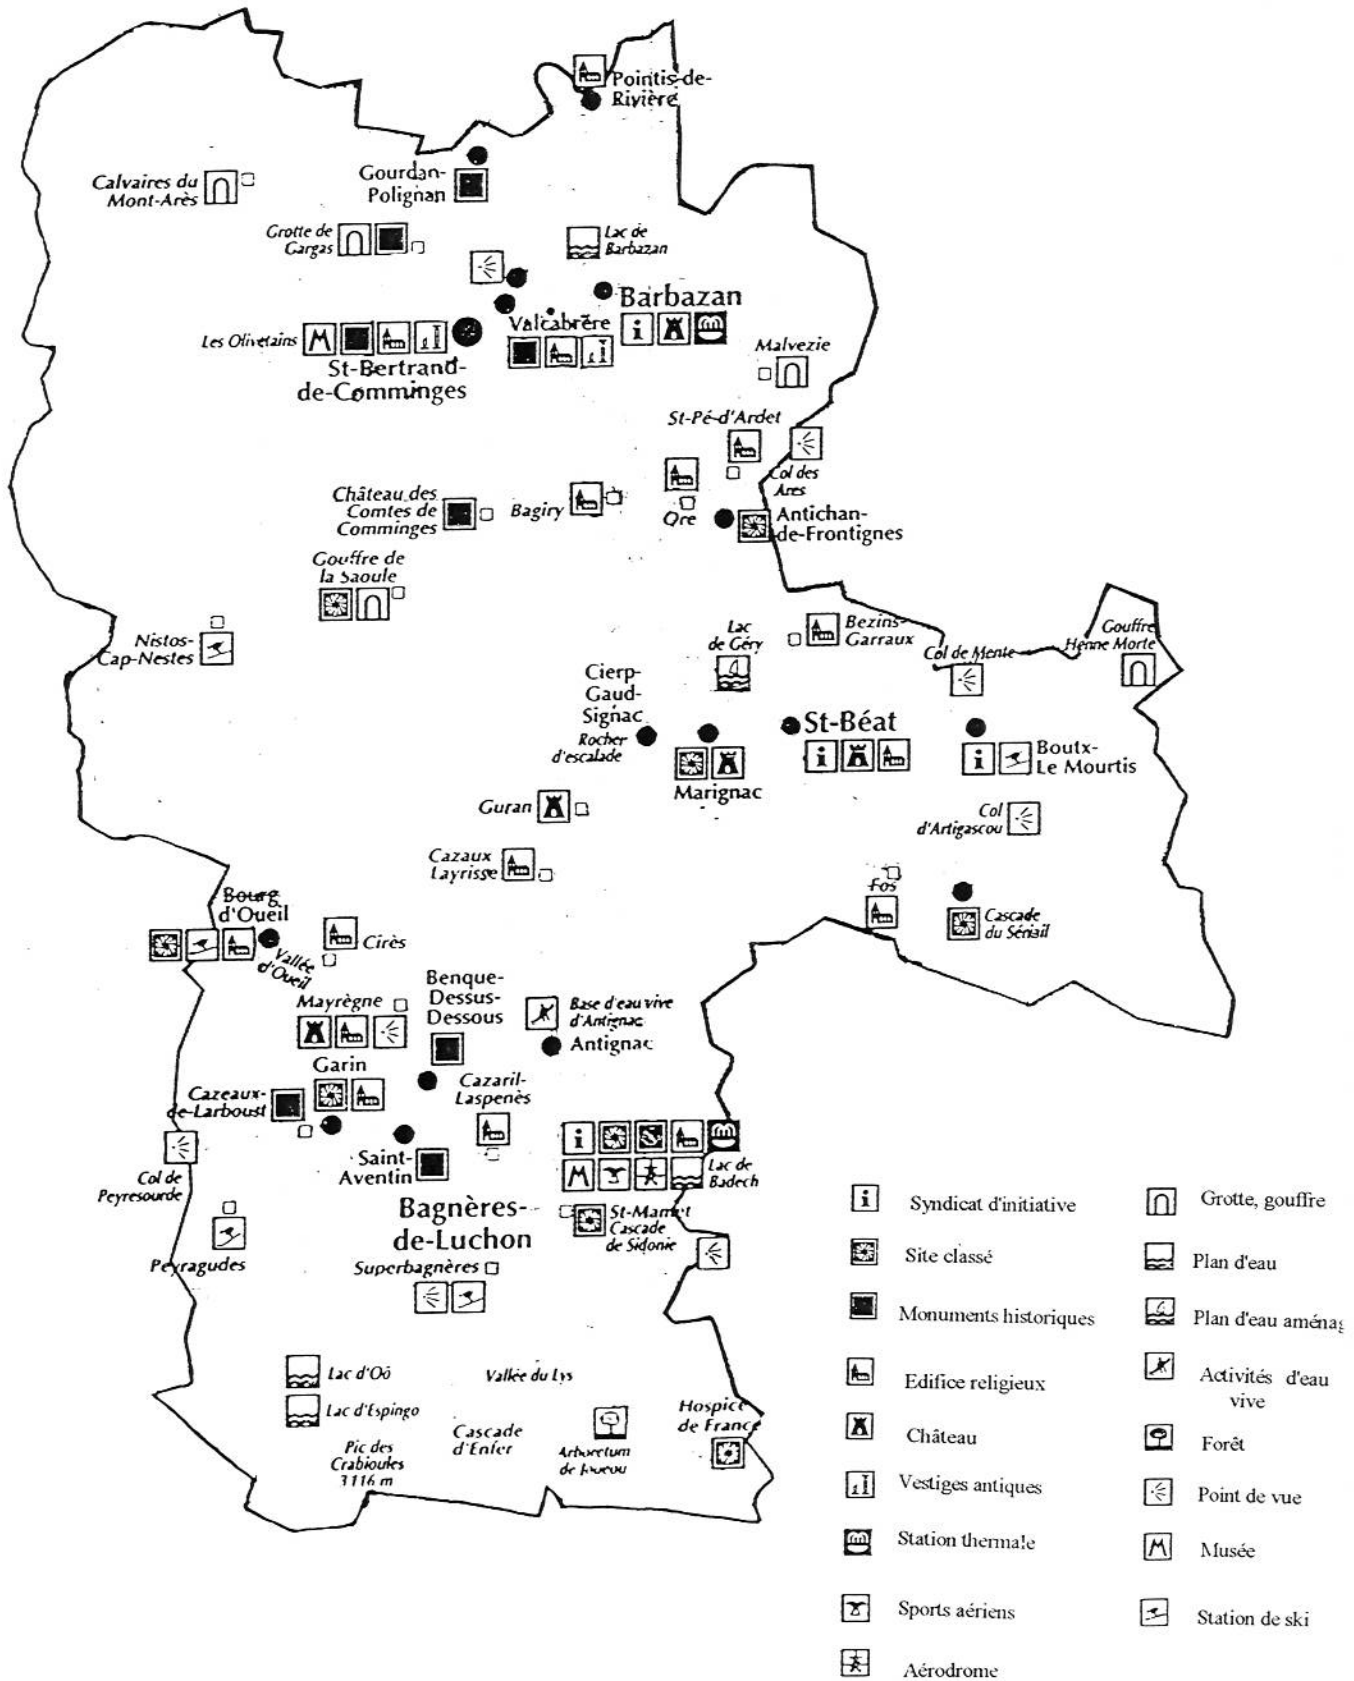 Pointis-de-
Rivière
Calvaires du
Mont-Arès
Gourdan-
Polignan
Grotte de
Gargas
Lac de
Barbazan
Barbazan
Valcabrère
Les Olivetains
St-Bertrand-
de-Comminges
Malvezie
St-Pé-d'Ardet
Col des
Ares
Château des
Comtes de
Comminges
Bagiry
Ore
Antichan-
de-Frontignes
Gouffre de
la Saoule
Nistos-
Cap-Nestes
Lac
de Géry
Bezins-
Garraux
Col de Mente
Gouffre
Henne Morte
Cierp-
Gaud-
Signac
Rocher
d'escalade
St-Béat
Marignac
Boutx-
Le Mourtis
Guran
Col
d'Artigascou
Cazaux
Layrisse
Fos
Cascade
du Sériail
Bourg
d'Oueil
Vallée
d'Oueil
Cirès
Mayrègne
Benque-
Dessus-
Dessous
Base d'eau vive
d'Antignac
Antignac
Garin
Cazeaux-
de-Larboust
Cazaril-
Laspenès
Saint-
Aventin
Lac de
Badech
Col de
Peyresourde
Bagnères-
de-Luchon
St-Mamet
Cascade
de Sidonie
Peyragudes
Superbagnères
Lac d'Oô
Vallée du Lys
Lac d'Espingo
Cascade
d'Enfer
Pic des
Crabioules
3116 m
Arboretum
de Joueou
Hospice
de France
Syndicat d'initiative
Site classé
Monuments historiques
Edifice religieux
Château
Vestiges antiques
Station thermale
Sports aériens
Aérodrome
Grotte, gouffre
Plan d'eau
Plan d'eau aménag
Activités d'eau
vive
Forêt
Point de vue
Musée
Station de ski